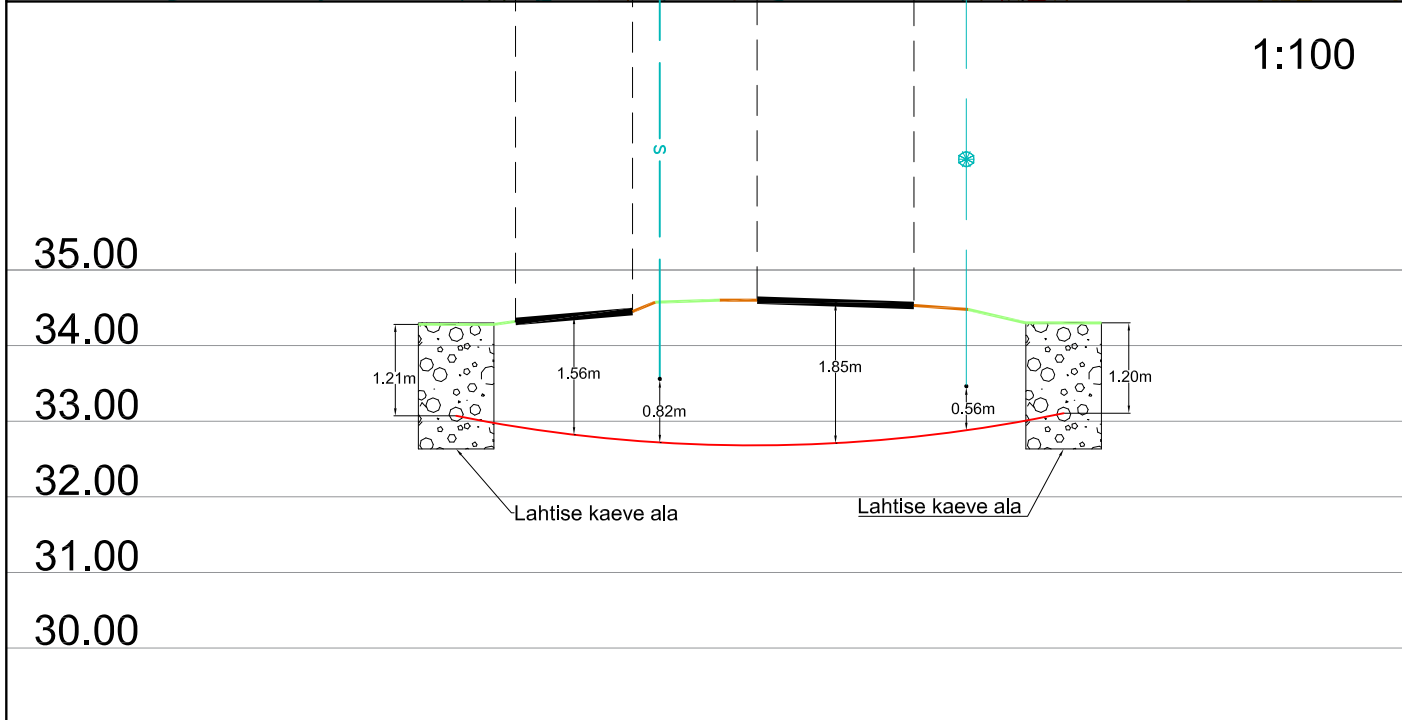 1:100
S
35.00
34.00
1.21m
1.56m
1.85m
1.20m
33.00
0.82m
0.56m
32.00
Lahtise kaeve ala
Lahtise kaeve ala
31.00
30.00